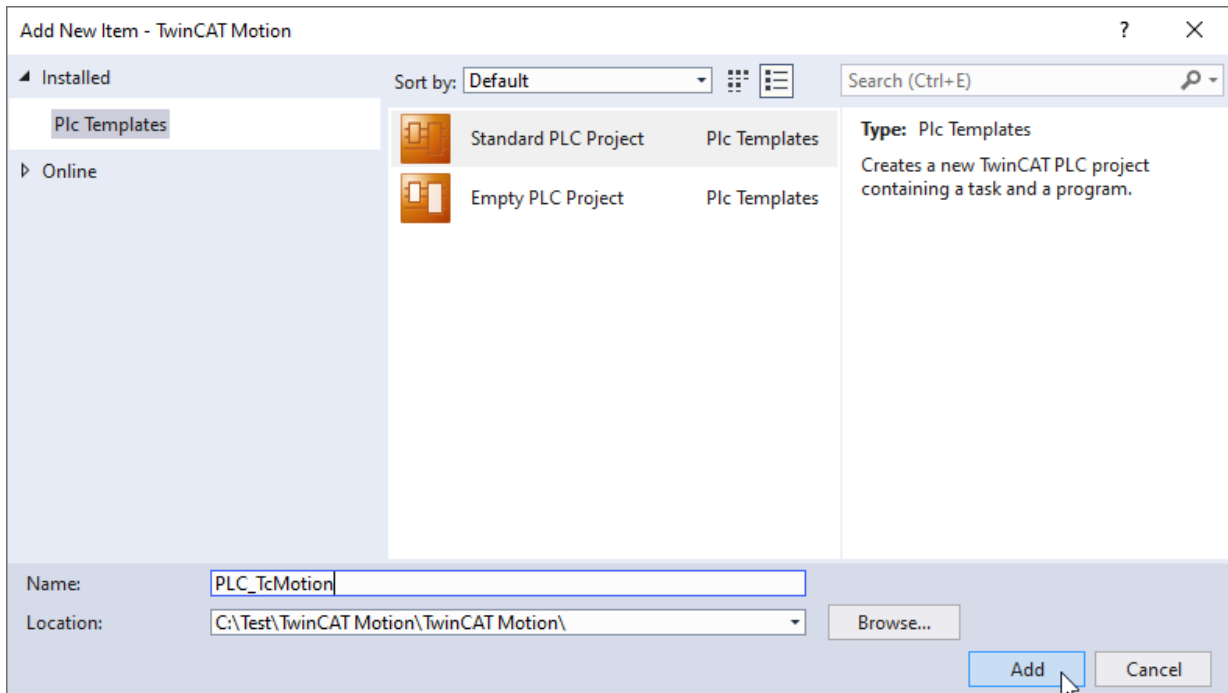 Add New Item - TwinCAT Motion
?
Installed
Sort by: Default
Search (Ctrl+E)
Plc Templates
Online
Standard PLC Project Plc Templates
Empty PLC Project Plc Templates
Type: Plc Templates
Creates a new TwinCAT PLC project
containing a task and a program.
Name: PLC_TcMotion
Location: C:\Test\TwinCAT Motion\TwinCAT Motion\
Browse...
Add Cancel